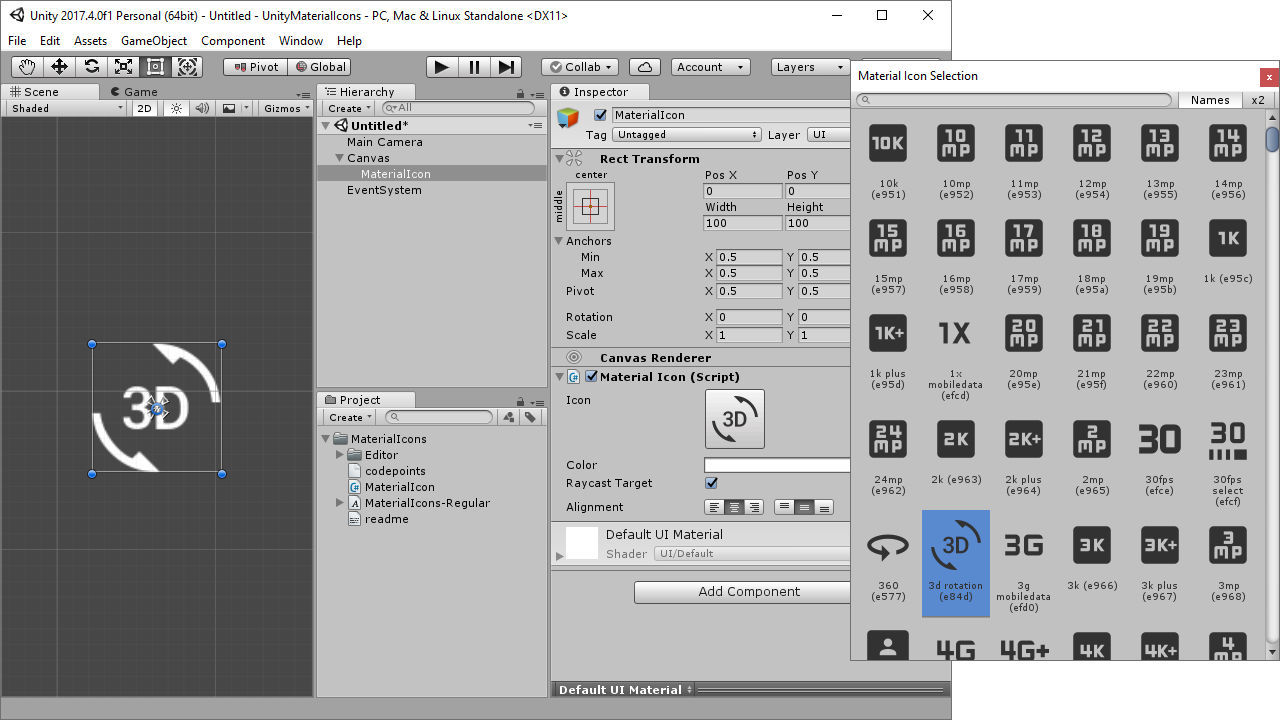 Unity 2017.4.0f1 Personal (64bit) - Untitled - UnityMaterialIcons - PC, Mac & Linux Standalone <DX11>
File Edit Assets GameObject Component Window Help
Pivot Global Collab Account Layers
Scene Game
Shaded 2D Gizmos
3D
Hierarchy
Create All
Untitled*
Main Camera
Canvas
MaterialIcon
EventSystem
Project
Create
MaterialIcons
Editor
codepoints
MaterialIcon
MaterialIcons-Regular
readme
Inspector
MaterialIcon
Tag Untagged Layer UI
Rect Transform
center
middle
Pos X Pos Y
0 0
Width Height
100 100
Anchors
Min X 0.5 Y 0.5
Max X 0.5 Y 0.5
Pivot X 0.5 Y 0.5
Rotation X 0 Y 0
Scale X 1 Y 1
Canvas Renderer
Material Icon (Script)
Icon 3D
Color
Raycast Target
Alignment
Default UI Material
Shader UI/Default
Add Component
Default UI Material
Material Icon Selection x
Names x2
10K 10 MP 11 MP 12 MP 13 MP 14 MP
10k (e951) 10mp (e952) 11mp (e953) 12mp (e954) 13mp (e955) 14mp (e956)
15 MP 16 MP 17 MP 18 MP 19 MP 1K
15mp (e957) 16mp (e958) 17mp (e959) 18mp (e95a) 19mp (e95b) 1k (e95c)
1K+ 1X 20 MP 21 MP 22 MP 23 MP
1k plus (e95d) 1x mobiledata (efcd) 20mp (e95e) 21mp (e95f) 22mp (e960) 23mp (e961)
24 MP 2K 2K+ 2 MP 30 30
24mp (e962) 2k (e963) 2k plus (e964) 2mp (e965) 30fps (efce) 30fps select (efcf)
3D 3G 3K 3K+ 3 MP
360 (e577) 3d rotation (e84d) 3g mobiledata (efd0) 3k (e966) 3k plus (e967) 3mp (e968)
4G 4G+ 4K 4K+ 4